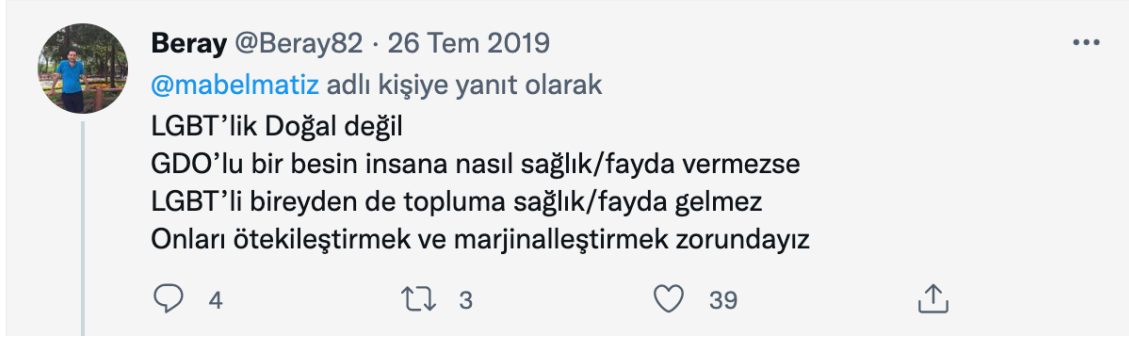 Beray @Beray82 · 26 Tem 2019
@mabelmatiz adlı kişiye yanıt olarak
LGBT’lik Doğal değil
GDO’lu bir besin insana nasıl sağlık/fayda vermezse
LGBT’li bireyden de topluma sağlık/fayda gelmez
Onları ötekileştirmek ve marjinalleştirmek zorundayız
4 3 39